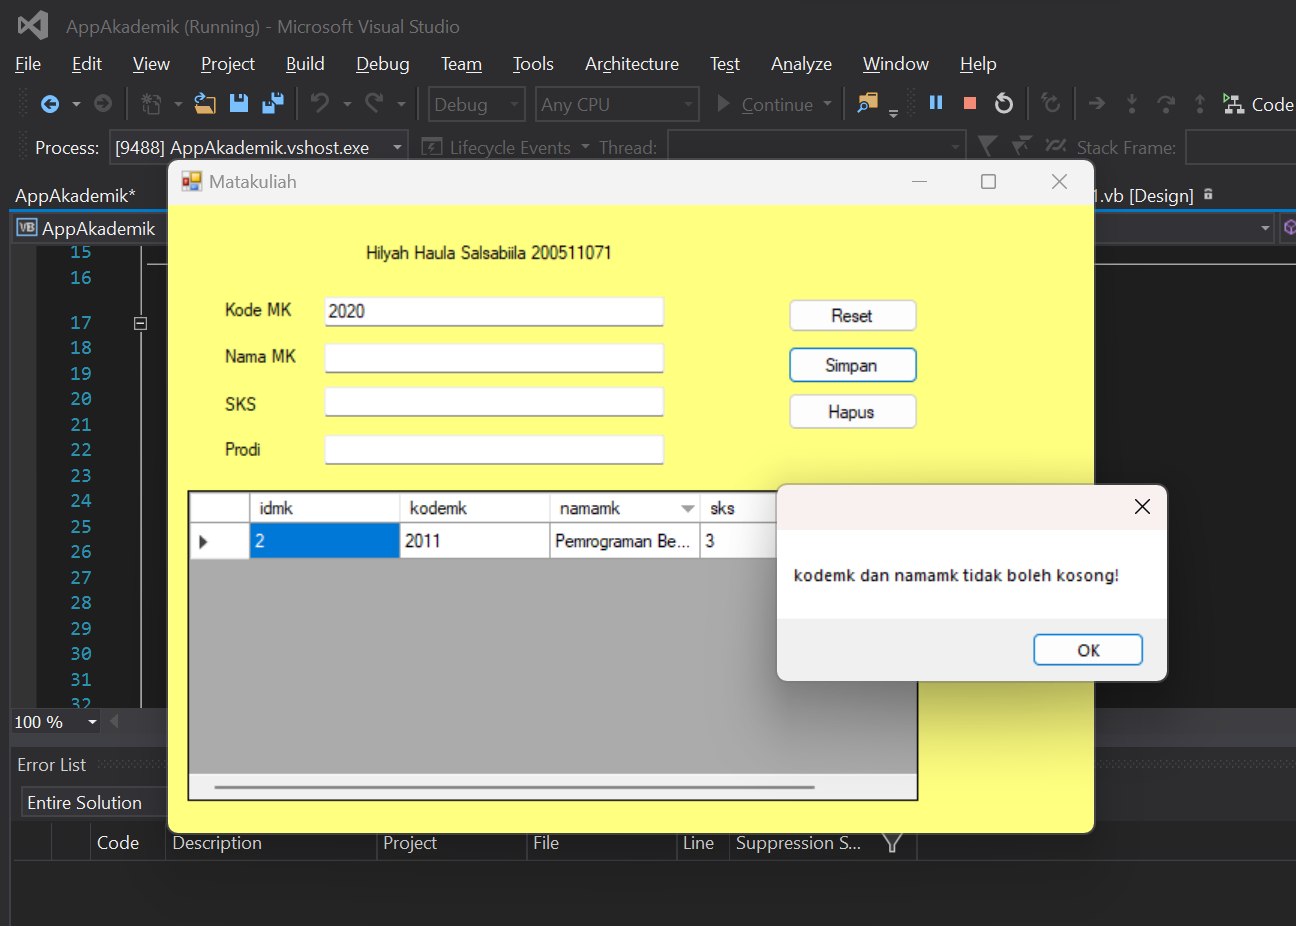 AppAkademik (Running) - Microsoft Visual Studio
File Edit View Project Build Debug Team Tools Architecture Test Analyze Window Help
Debug Any CPU Continue Code
Process: [9488] AppAkademik.vshost.exe Lifecycle Events Thread: Stack Frame:
Matakuliah
AppAkademik* 1.vb [Design]
VB AppAkademik
Hilyah Haula Salsabiila 200511071
Kode MK 2020 Reset
Nama MK Simpan
SKS Hapus
Prodi
idmk kodemk namamk sks
2 2011 Pemrograman Be... 3
kodemk dan namamk tidak boleh kosong!
OK
15
16
17
18
19
20
21
22
23
24
25
26
27
28
29
30
31
32
100 %
Error List
Entire Solution
Code Description Project File Line Suppression S...